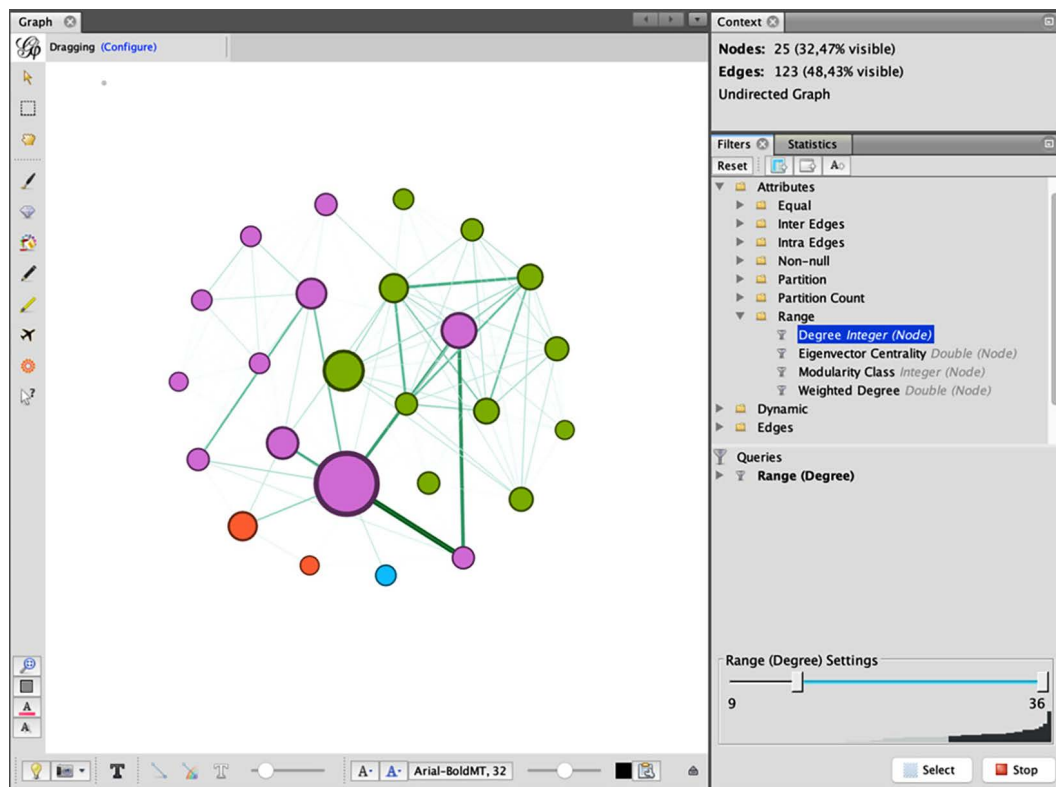 Graph
Context
Dragging (Configure)
Nodes: 25 (32,47% visible)
Edges: 123 (48,43% visible)
Undirected Graph
Filters
Statistics
Reset
Attributes
Equal
Inter Edges
Intra Edges
Non-null
Partition
Partition Count
Range
Degree Integer (Node)
Eigenvector Centrality Double (Node)
Modularity Class Integer (Node)
Weighted Degree Double (Node)
Dynamic
Edges
Queries
Range (Degree)
Range (Degree) Settings
9
36
T
T
A-
A-
Arial-BoldMT, 32
Select
Stop